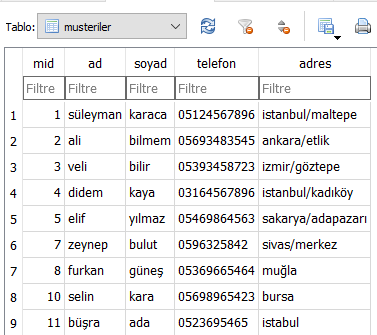 Tablo: musteriler
mid ad soyad telefon adres
Filtre Filtre Filtre Filtre Filtre
1 1 süleyman karaca 05124567896 istanbul/maltepe
2 2 ali bilmem 05693483545 ankara/etlik
3 3 veli bilir 05393458723 izmir/göztepe
4 4 didem kaya 03164567896 istanbul/kadıköy
5 5 elif yılmaz 05469864563 sakarya/adapazarı
6 7 zeynep bulut 0596325842 sivas/merkez
7 8 furkan güneş 05369665464 muğla
8 10 selin kara 05698965423 bursa
9 11 büşra ada 0523695465 istabul